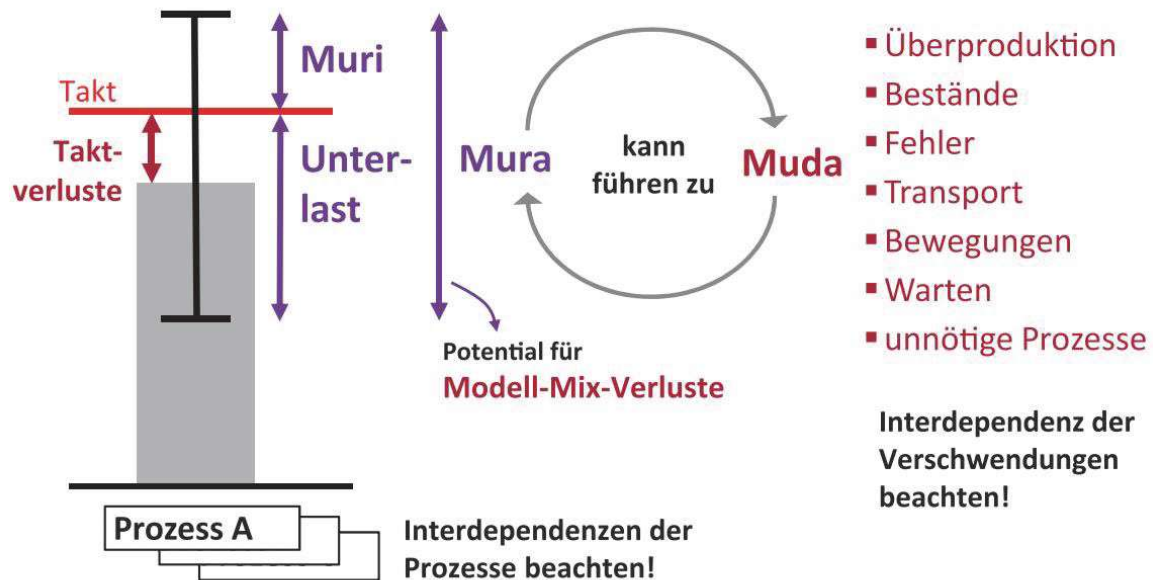 Muri
Takt
Takt-
verluste
Unter-
last
Mura
kann
führen zu
Muda
Potential für
Modell-Mix-Verluste
▪ Überproduktion
▪ Bestände
▪ Fehler
▪ Transport
▪ Bewegungen
▪ Warten
▪ unnötige Prozesse
Interdependenz der
Verschwendungen
beachten!
Prozess A
Interdependenzen der
Prozesse beachten!